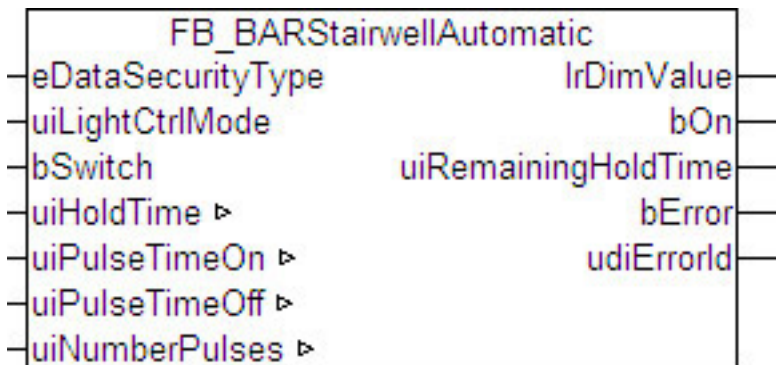 FB_BARStairwellAutomatic
eDataSecurityType lrDimValue
uiLightCtrlMode bOn
bSwitch uiRemainingHoldTime
uiHoldTime ▹ bError
uiPulseTimeOn ▹ udiErrorId
uiPulseTimeOff ▹
uiNumberPulses ▹